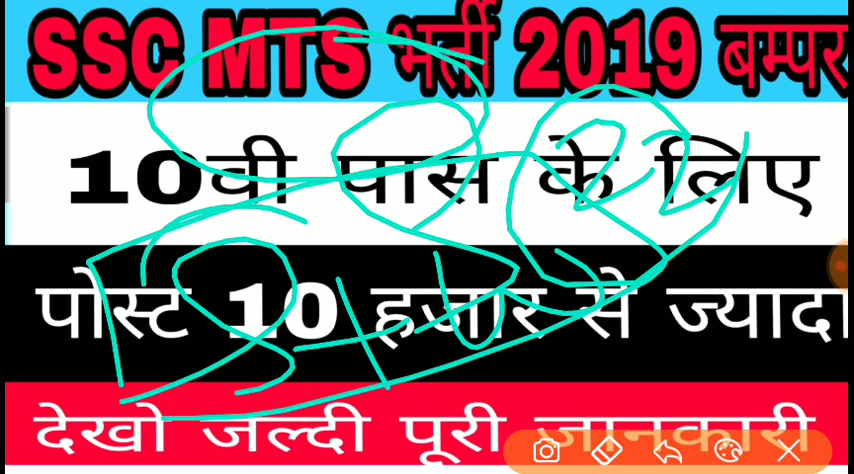 SSC MTS भर्ती 2019 बम्पर
10वी पास के लिए
पोस्ट 10 हजार से ज्यादा
देखो जल्दी पूरी जानकारी